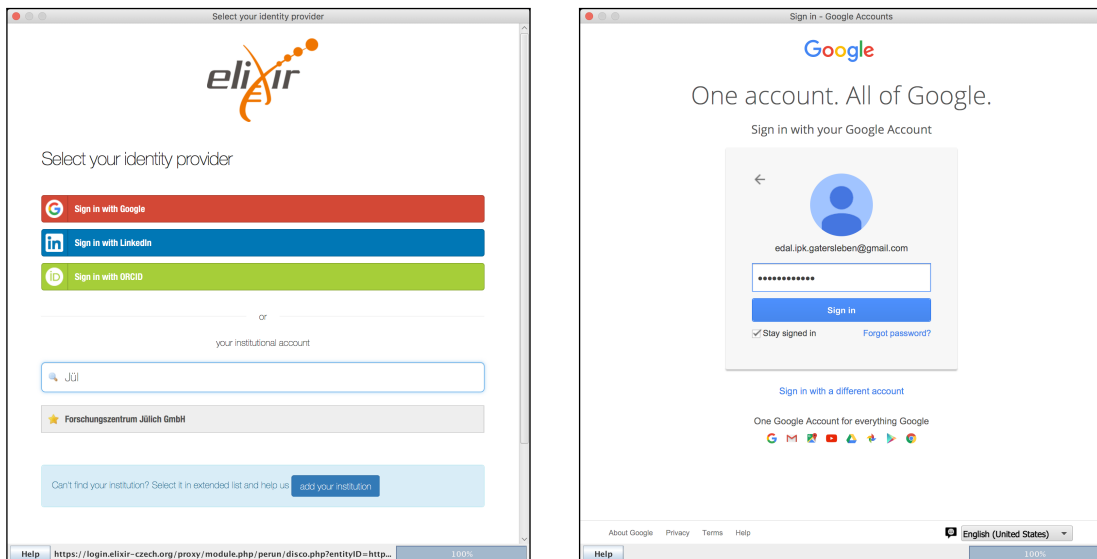 Select your identity provider
elixir
Select your identity provider
Sign in with Google
Sign in with LinkedIn
Sign in with ORCID
or
your institutional account
Jül
Forschungszentrum Jülich GmbH
Can't find your institution? Select it in extended list and help us add your institution
Help https://login.elixir-czech.org/proxy/module.php/perun/disco.php?entityID=http... 100%
Sign in - Google Accounts
Google
One account. All of Google.
Sign in with your Google Account
edal.ipk.gatersleben@gmail.com
••••••••••••
Sign in
Stay signed in Forgot password?
Sign in with a different account
One Google Account for everything Google
About Google Privacy Terms Help English (United States)
Help 100%